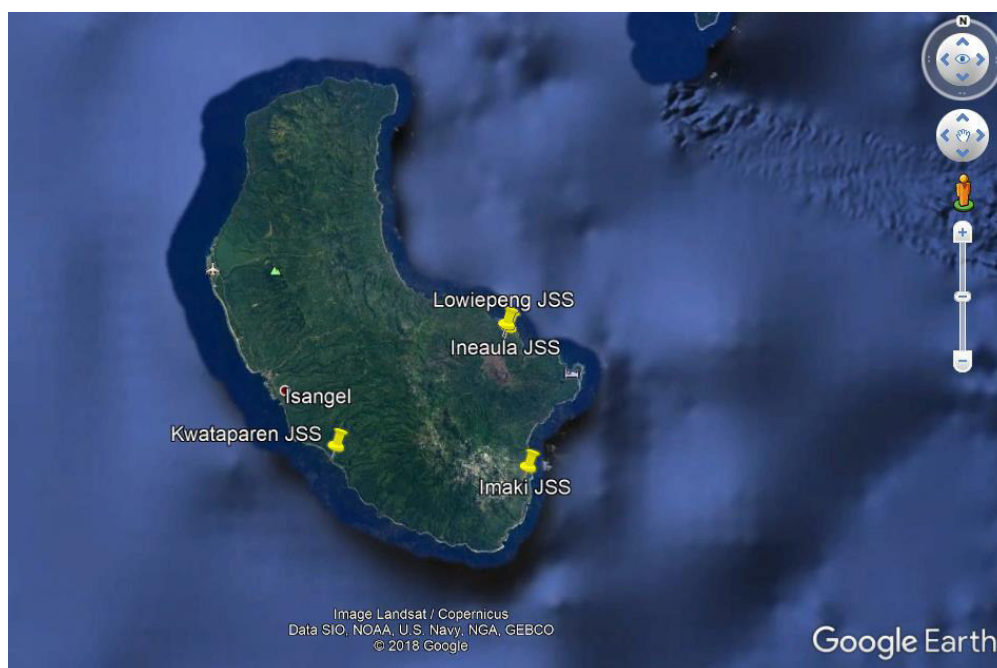 N
Lowiepeng JSS
Ineaula JSS
Isangel
Kwataparen JSS
Imaki JSS
Image Landsat / Copernicus
Data SIO, NOAA, U.S. Navy, NGA, GEBCO
© 2018 Google
Google Earth